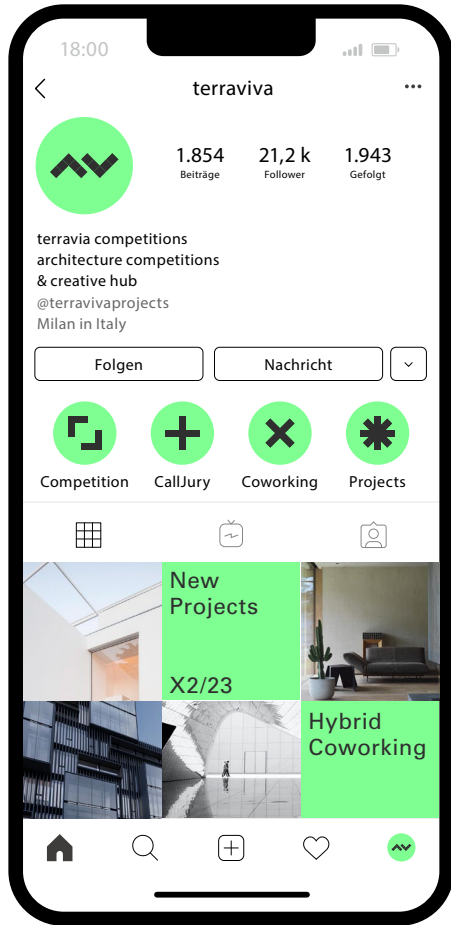 18:00
terraviva
1.854 21,2 k 1.943
Beiträge Follower Gefolgt
terravia competitions
architecture competitions
& creative hub
@terravivaprojects
Milan in Italy
Folgen Nachricht
Competition CallJury Coworking Projects
New
Projects
X2/23
Hybrid
Coworking